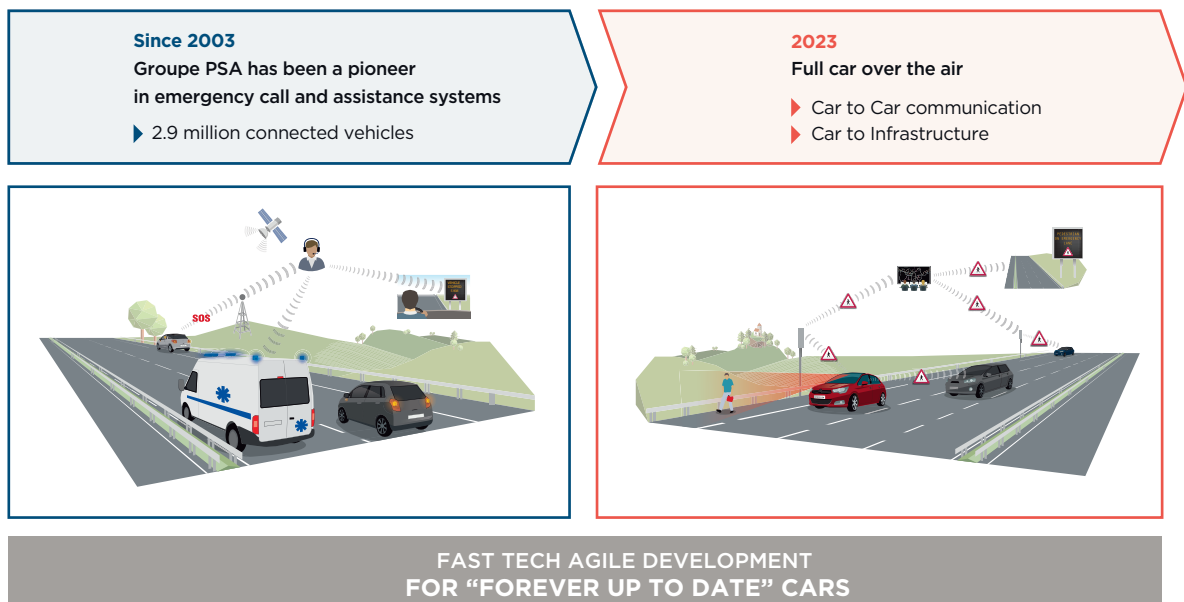 Since 2003
Groupe PSA has been a pioneer
in emergency call and assistance systems
2.9 million connected vehicles
2023
Full car over the air
Car to Car communication
Car to Infrastructure
SOS
FAST TECH AGILE DEVELOPMENT
FOR “FOREVER UP TO DATE” CARS